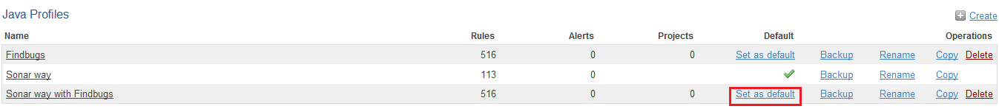 Java Profiles
Create
Name Rules Alerts Projects Default Operations
Findbugs 516 0 0 Set as default Backup Rename Copy Delete
Sonar way 113 0 Backup Rename Copy
Sonar way with Findbugs 516 0 0 Set as default Backup Rename Copy Delete